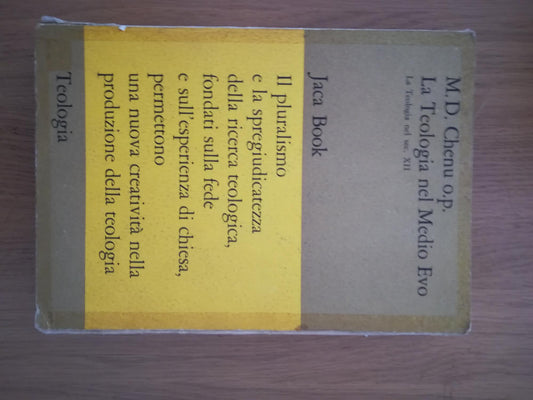 M.D. Chenu o.p.
La Teologia nel Medio Evo
La Teologia nel sec. XII
Jaca Book
Il pluralismo
e la spregiudicatezza
della ricerca teologica,
fondati sulla fede
e sull'esperienza di chiesa,
permettono
una nuova creatività nella
produzione della teologia
Teologia